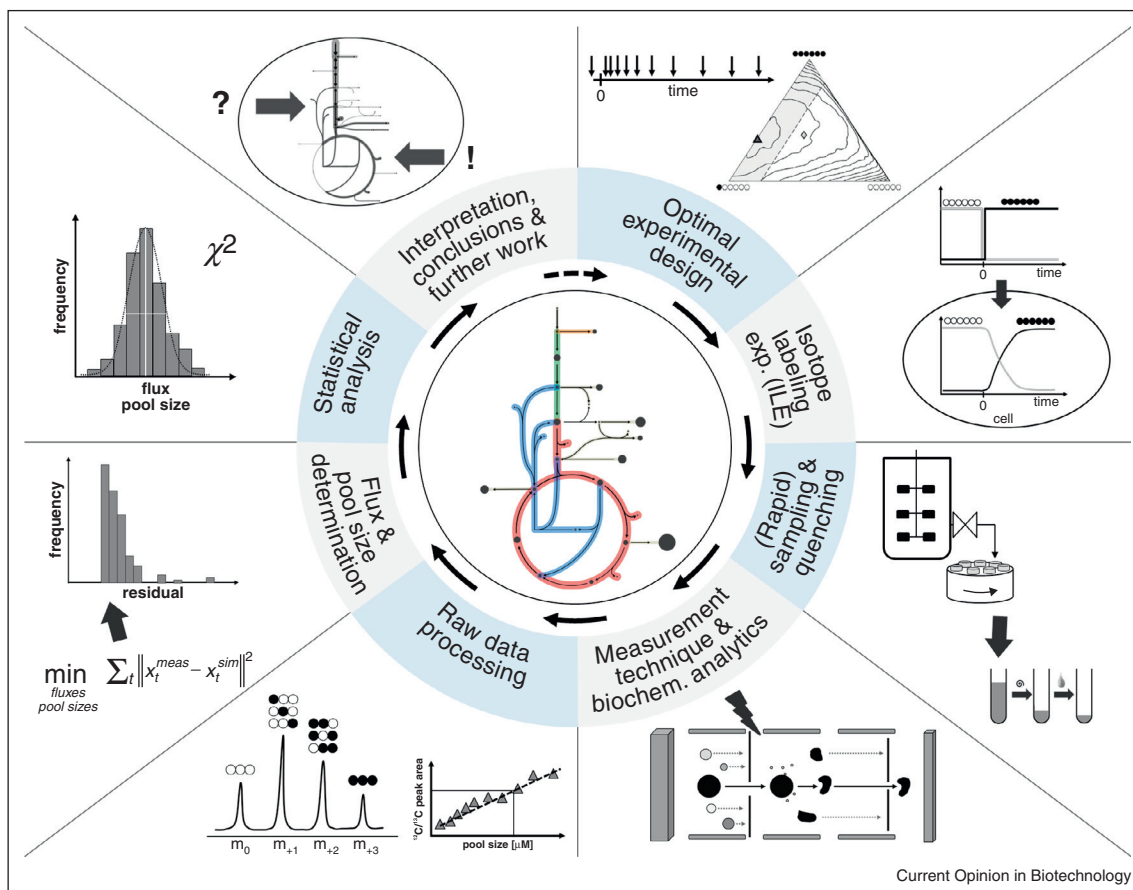 0
time
?
!
Interpretation,
conclusions &
further work
Optimal
experimental
design
Isotope
labeling
exp. (ILE)
(Rapid)
sampling &
quenching
Measurement
technique &
biochem. analytics
Raw data
processing
Flux &
pool size
determination
Statistical
analysis
0
time
0
time
cell
frequency
χ2
flux
pool size
frequency
residual
min
fluxes
pool sizes
∑t ‖xtmeas – xtsim‖2
m0
m+1
m+2
m+3
12C/13C peak area
pool size [μM]
Current Opinion in Biotechnology